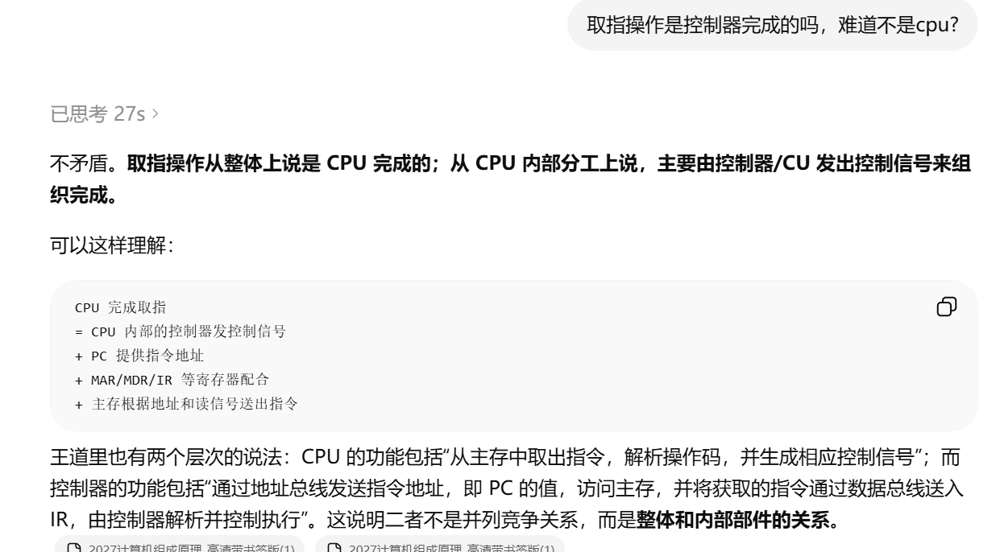 取指操作是控制器完成的吗，难道不是cpu?
已思考 27s >
不矛盾。取指操作从整体上说是 CPU 完成的；从 CPU 内部分工上说，主要由控制器/CU 发出控制信号来组
织完成。
可以这样理解：
CPU 完成取指
= CPU 内部的控制器发控制信号
+ PC 提供指令地址
+ MAR/MDR/IR 等寄存器配合
+ 主存根据地址和读信号送出指令
王道里也有两个层次的说法：CPU 的功能包括“从主存中取出指令，解析操作码，并生成相应控制信号”；而
控制器的功能包括“通过地址总线发送指令地址，即 PC 的值，访问主存，并将获取的指令通过数据总线送入
IR，由控制器解析并控制执行”。这说明二者不是并列竞争关系，而是整体和内部部件的关系。
2027计算机组成原理_高清带书签版(1)
2027计算机组成原理_高清带书签版(1)